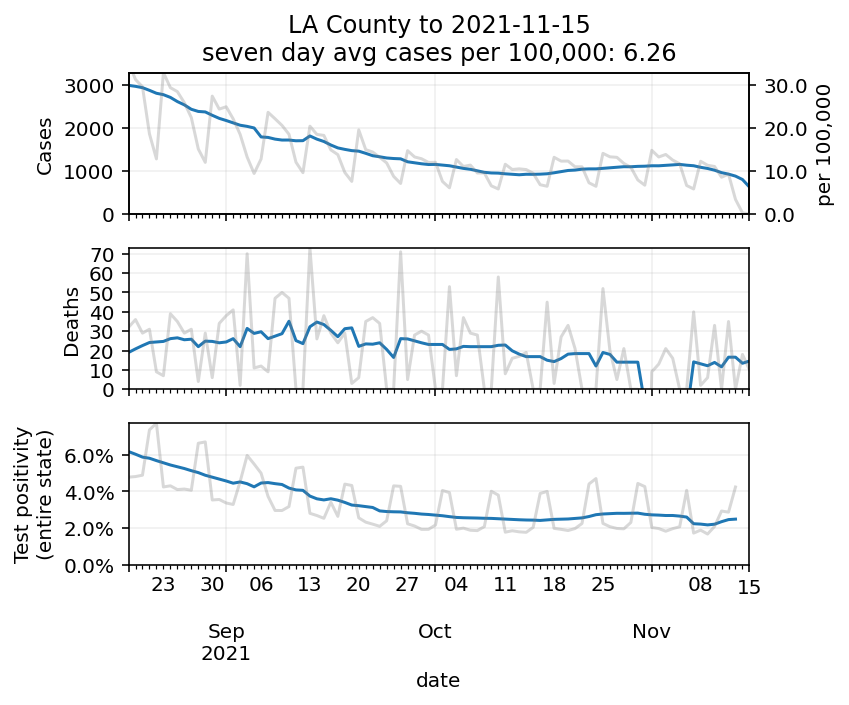 LA County to 2021-11-15
seven day avg cases per 100,000: 6.26
3000
2000
1000
0
Cases
30.0
20.0
10.0
0.0
per 100,000
70
60
50
40
30
20
10
0
Deaths
6.0%
4.0%
2.0%
0.0%
Test positivity
(entire state)
23 30 06 13 20 27 04 11 18 25 08 15
Sep Oct Nov
2021
date